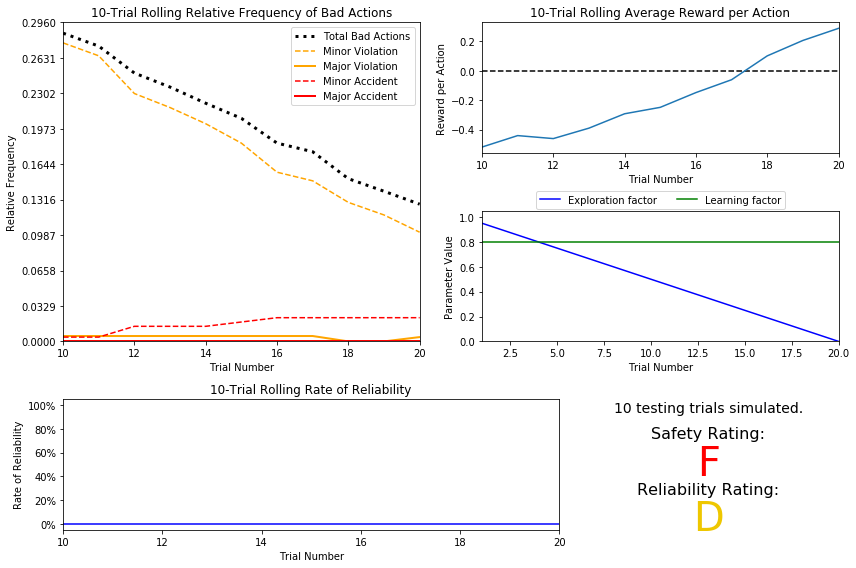 10-Trial Rolling Relative Frequency of Bad Actions
Relative Frequency
0.2960
0.2631
0.2302
0.1973
0.1644
0.1316
0.0987
0.0658
0.0329
0.0000
Total Bad Actions
Minor Violation
Major Violation
Minor Accident
Major Accident
10 12 14 16 18 20
Trial Number
10-Trial Rolling Average Reward per Action
Reward per Action
0.2
0.0
−0.2
−0.4
10 12 14 16 18 20
Trial Number
Exploration factor Learning factor
Parameter Value
1.0
0.8
0.6
0.4
0.2
0.0
2.5 5.0 7.5 10.0 12.5 15.0 17.5 20.0
Trial Number
10-Trial Rolling Rate of Reliability
Rate of Reliability
100%
80%
60%
40%
20%
0%
10 12 14 16 18 20
Trial Number
10 testing trials simulated.
Safety Rating:
F
Reliability Rating:
D